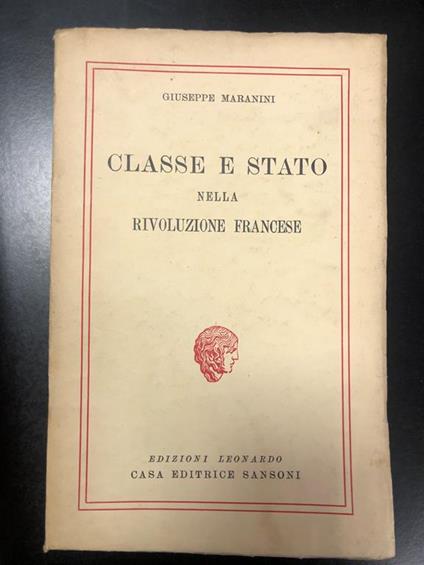 GIUSEPPE MARANINI
CLASSE E STATO
NELLA
RIVOLUZIONE FRANCESE
EDIZIONI LEONARDO
CASA EDITRICE SANSONI